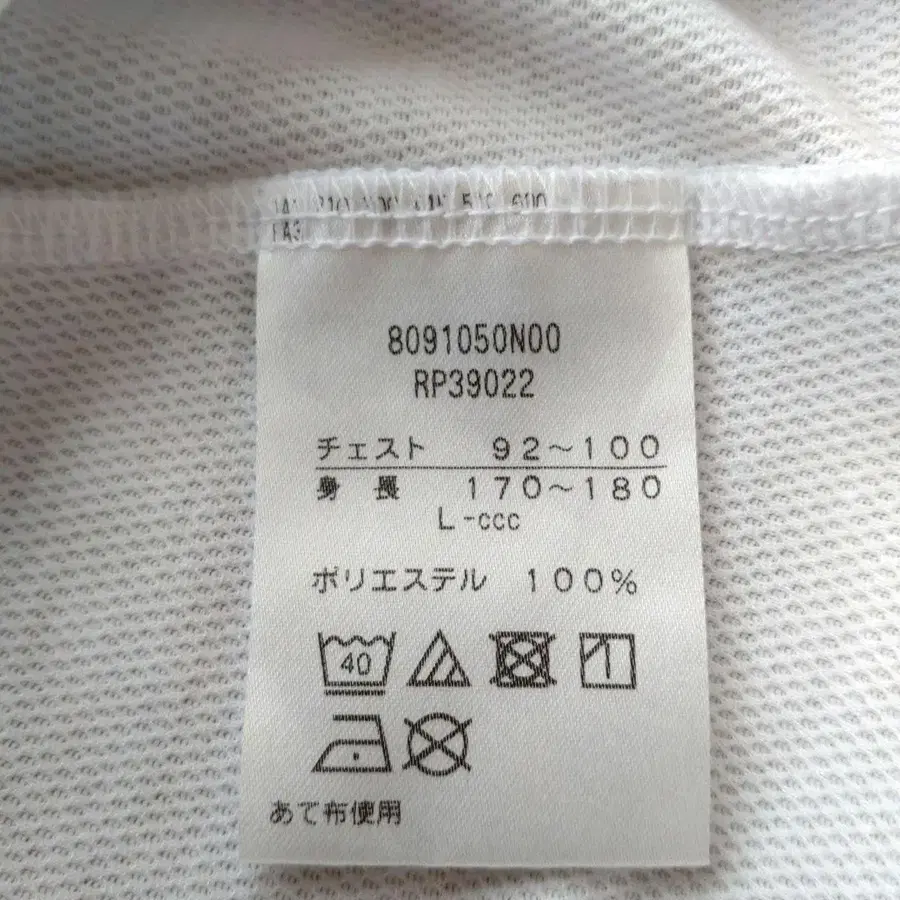 8091050N00
RP39022
チェスト 92～100
身長 170～180
L-ccc
ポリエステル 100%
40
あて布使用